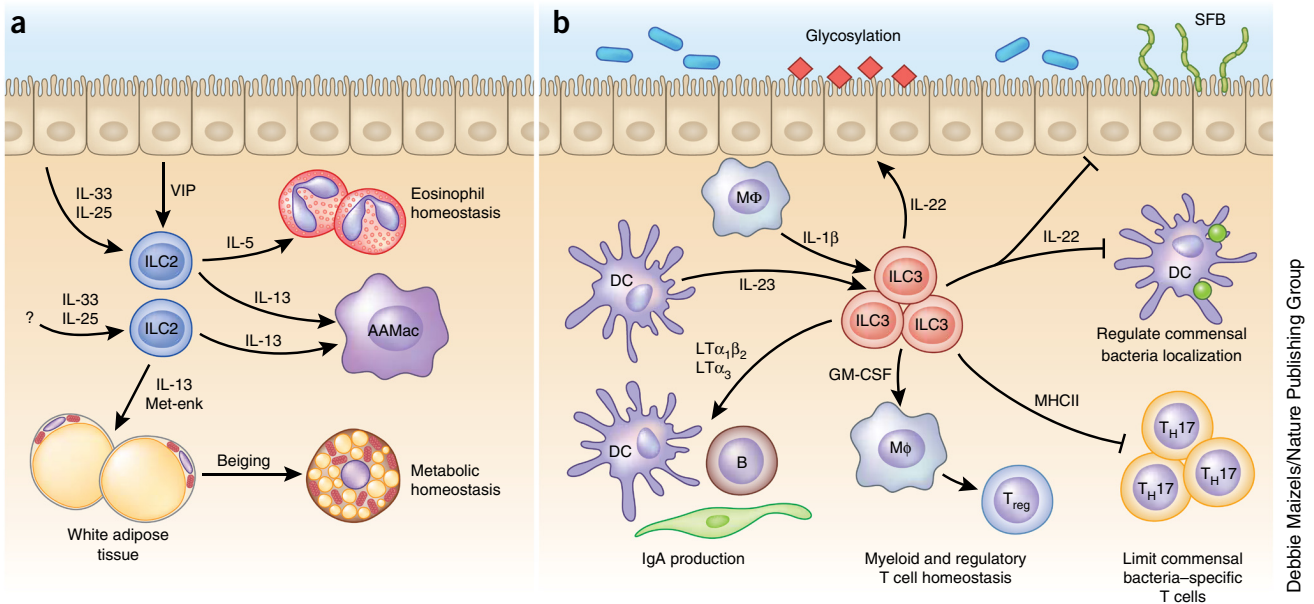 a
IL-33
IL-25
VIP
ILC2
IL-5
Eosinophil
homeostasis
IL-13
AAMac
?
IL-33
IL-25
ILC2
IL-13
IL-13
Met-enk
Beiging
White adipose
tissue
Metabolic
homeostasis
b
Glycosylation
SFB
MΦ
IL-22
IL-1β
DC
IL-23
ILC3
ILC3
ILC3
IL-22
DC
Regulate commensal
bacteria localization
LTα₁β₂
LTα₃
GM-CSF
MHCII
DC
B
IgA production
Mϕ
Treg
Myeloid and regulatory
T cell homeostasis
TH17
TH17
TH17
Limit commensal
bacteria–specific
T cells
Debbie Maizels/Nature Publishing Group